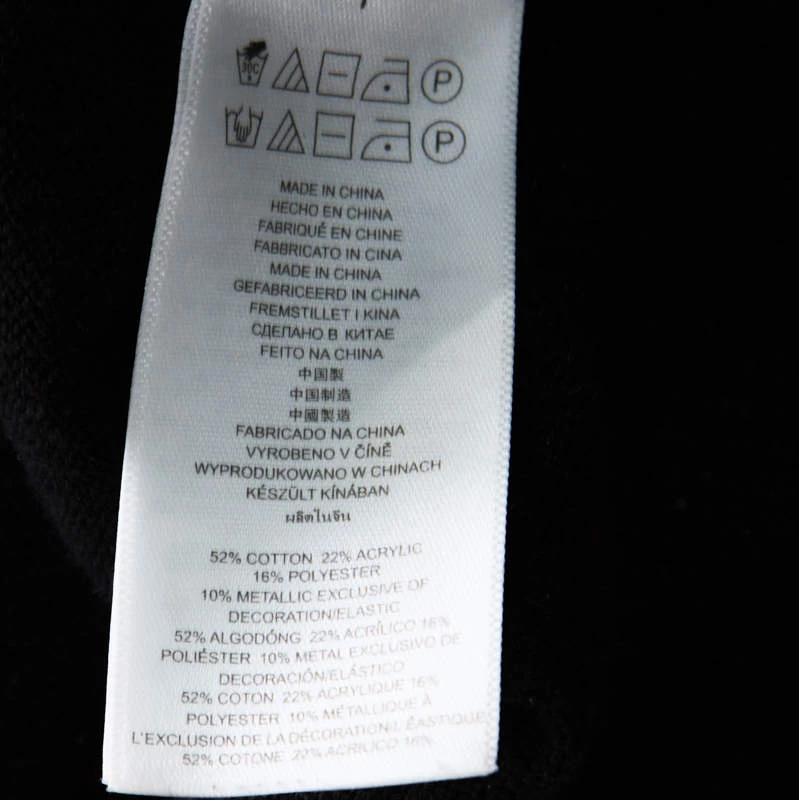 30C
P
P
MADE IN CHINA
HECHO EN CHINA
FABRIQUÉ EN CHINE
FABBRICATO IN CINA
MADE IN CHINA
GEFABRICEERD IN CHINA
FREMSTILLET I KINA
СДЕЛАНО В КИТАЕ
FEITO NA CHINA
中国製
中国制造
中國製造
FABRICADO NA CHINA
VYROBENO V ČÍNĚ
WYPRODUKOWANO W CHINACH
KÉSZÜLT KÍNÁBAN
ผลิตในจีน
52% COTTON 22% ACRYLIC
16% POLYESTER
10% METALLIC EXCLUSIVE OF
DECORATION/ELASTIC
52% ALGODÓNG 22% ACRÍLICO 16%
POLIÉSTER 10% METAL EXCLUSIVO DE
DECORACIÓN/ELÁSTICO
52% COTON 22% ACRYLIQUE 16%
POLYESTER 10% MÉTALLIQUE À
L'EXCLUSION DE LA DÉCORATION/L'ÉASTIQUE
52% COTONE 22% ACRILICO 16%